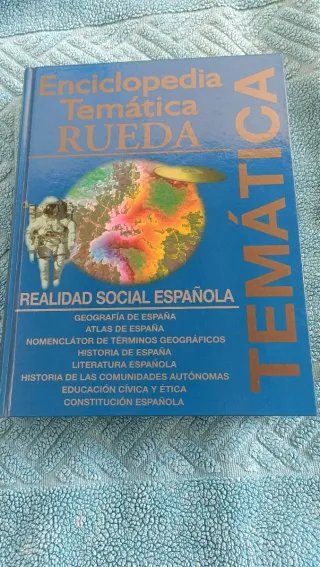 Enciclopedia
Temática
RUEDA
TEMÁTICA
REALIDAD SOCIAL ESPAÑOLA
GEOGRAFÍA DE ESPAÑA
ATLAS DE ESPAÑA
NOMENCLÁTOR DE TÉRMINOS GEOGRÁFICOS
HISTORIA DE ESPAÑA
LITERATURA ESPAÑOLA
HISTORIA DE LAS COMUNIDADES AUTÓNOMAS
EDUCACIÓN CÍVICA Y ÉTICA
CONSTITUCIÓN ESPAÑOLA